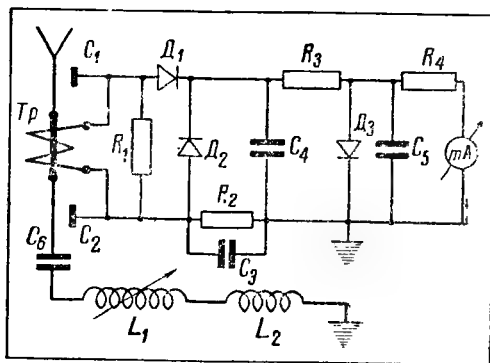 C₁ Д₁ R₃ R₄
Тр R₁ Д₂ C₄ Д₃ C₅ mA
C₂ R₂
C₆ C₃
L₁ L₂